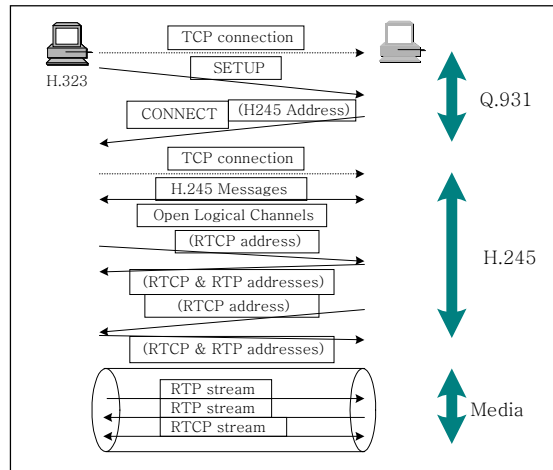 TCP connection
H.323
SETUP
CONNECT
(H245 Address)
Q.931
TCP connection
H.245 Messages
Open Logical Channels
(RTCP address)
H.245
(RTCP & RTP addresses)
(RTCP address)
(RTCP & RTP addresses)
RTP stream
RTP stream
RTCP stream
Media